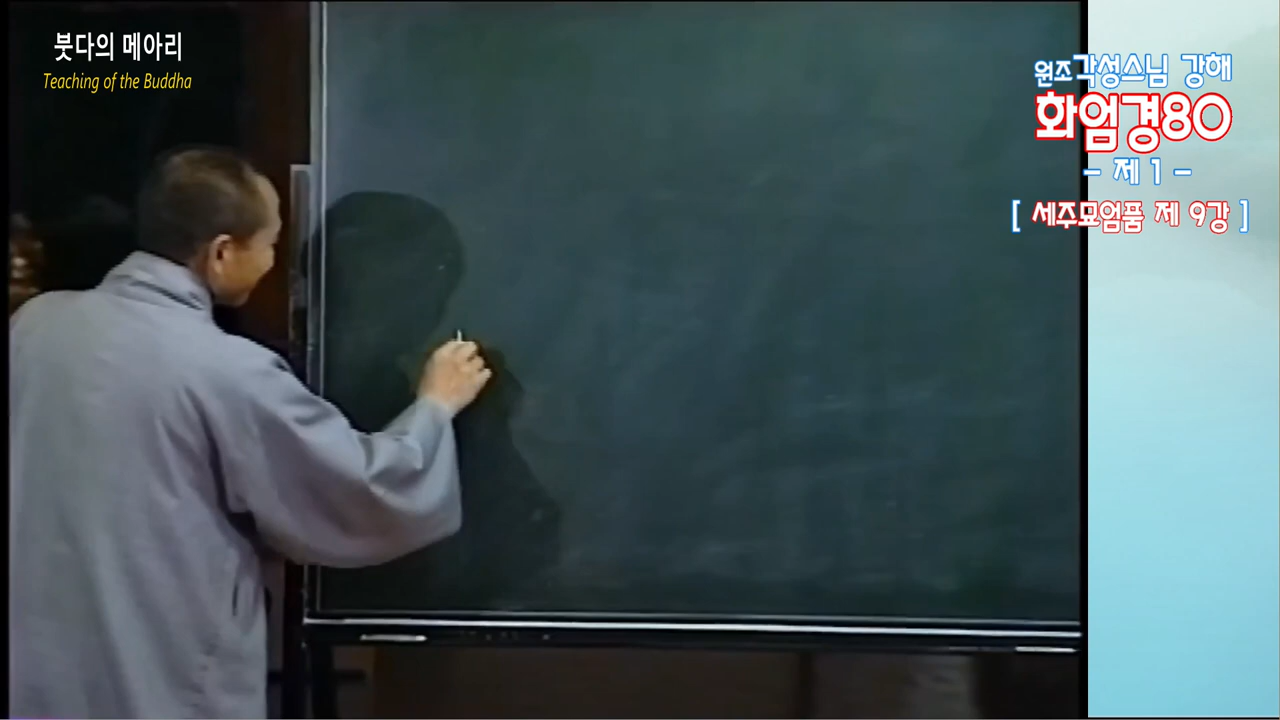 붓다의 메아리
Teaching of the Buddha
원조각성스님 강해
화엄경80
- 제 1 -
[ 세주묘엄품 제 9강 ]